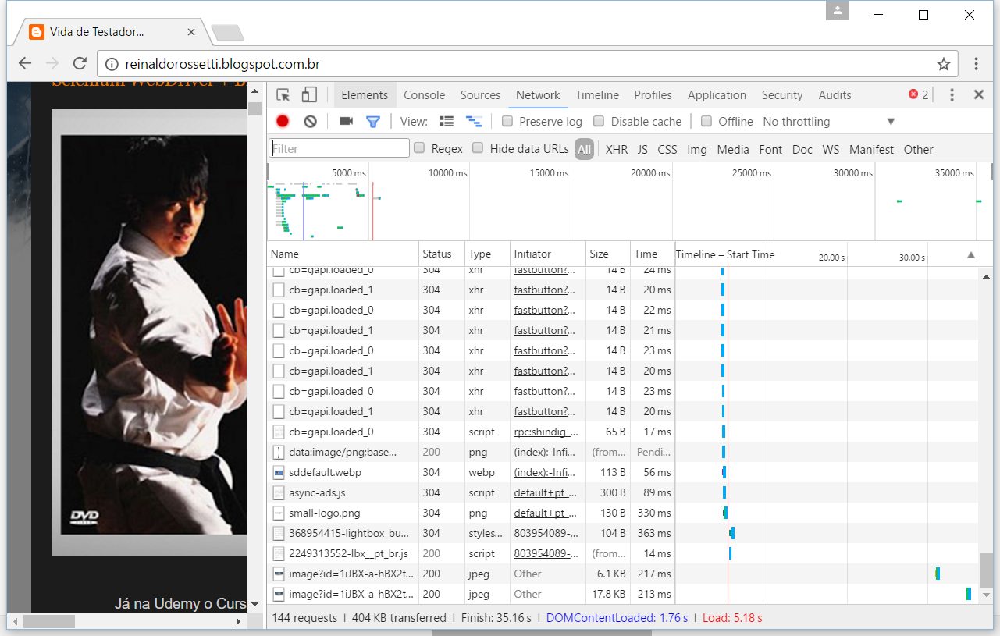 Vida de Testador...
reinaldorossetti.blogspot.com.br
DVD
VIDEO
Já na Udemy o Curs
Elements Console Sources Network Timeline Profiles Application Security Audits 2
View: Preserve log Disable cache Offline No throttling
Filter Regex Hide data URLs All XHR JS CSS Img Media Font Doc WS Manifest Other
5000 ms 10000 ms 15000 ms 20000 ms 25000 ms 30000 ms 35000 ms
Name Status Type Initiator Size Time Timeline – Start Time 20.00 s 30.00 s
cb=gapi.loaded_0 304 xhr fastbutton?... 14 B 24 ms
cb=gapi.loaded_1 304 xhr fastbutton?... 14 B 20 ms
cb=gapi.loaded_0 304 xhr fastbutton?... 14 B 22 ms
cb=gapi.loaded_1 304 xhr fastbutton?... 14 B 21 ms
cb=gapi.loaded_0 304 xhr fastbutton?... 14 B 23 ms
cb=gapi.loaded_1 304 xhr fastbutton?... 14 B 20 ms
cb=gapi.loaded_0 304 xhr fastbutton?... 14 B 23 ms
cb=gapi.loaded_1 304 xhr fastbutton?... 14 B 20 ms
cb=gapi.loaded_0 304 script rpc:shindig_... 65 B 17 ms
data:image/png;base... 200 png (index):-Infi... (from... Pendi...
sddefault.webp 304 webp (index):-Infi... 113 B 56 ms
async-ads.js 304 script default+pt_... 300 B 89 ms
small-logo.png 304 png default+pt_... 130 B 330 ms
368954415-lightbox_bu... 304 styles... 803954089-... 104 B 363 ms
2249313552-lbx__pt_br.js 200 script 803954089-... (from... 14 ms
image?id=1iJBX-a-hBX2t... 200 jpeg Other 6.1 KB 217 ms
image?id=1iJBX-a-hBX2t... 200 jpeg Other 17.8 KB 213 ms
144 requests | 404 KB transferred | Finish: 35.16 s | DOMContentLoaded: 1.76 s | Load: 5.18 s